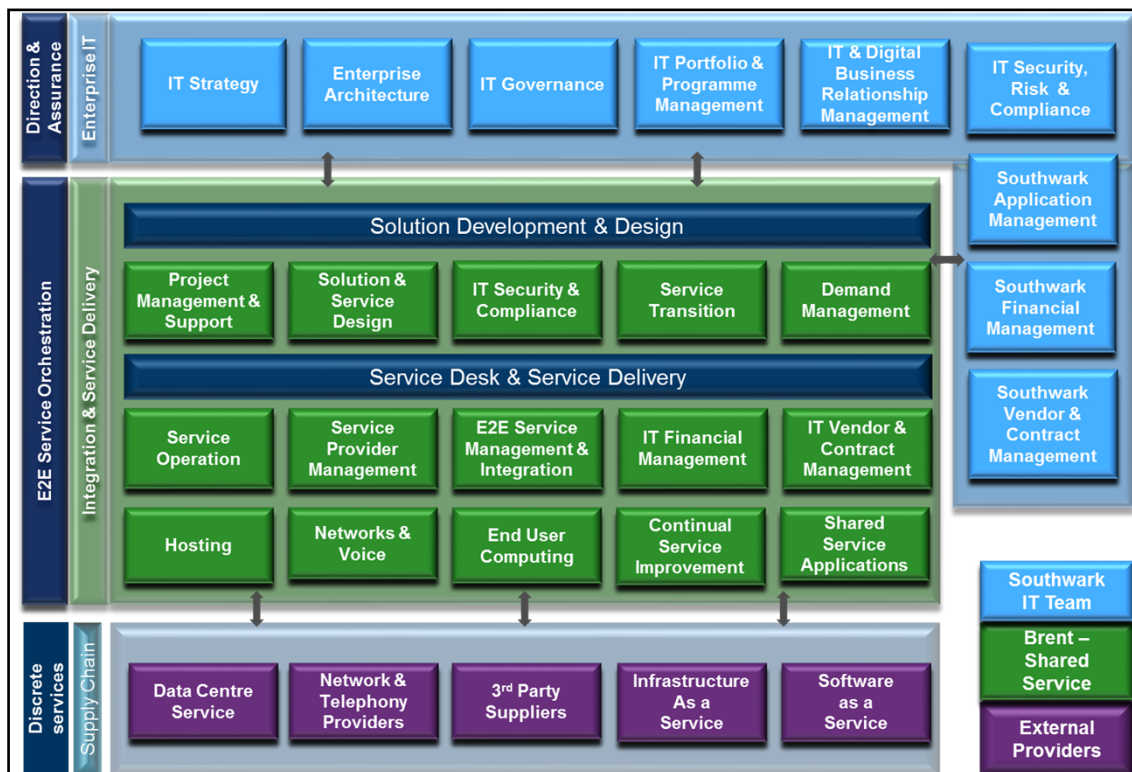 Direction &
Assurance
Enterprise IT
IT Strategy
Enterprise
Architecture
IT Governance
IT Portfolio &
Programme
Management
IT & Digital
Business
Relationship
Management
IT Security,
Risk &
Compliance
E2E Service Orchestration
Integration & Service Delivery
Solution Development & Design
Project
Management &
Support
Solution &
Service
Design
IT Security &
Compliance
Service
Transition
Demand
Management
Service Desk & Service Delivery
Service
Operation
Service
Provider
Management
E2E Service
Management &
Integration
IT Financial
Management
IT Vendor &
Contract
Management
Hosting
Networks &
Voice
End User
Computing
Continual
Service
Improvement
Shared
Service
Applications
Southwark
Application
Management
Southwark
Financial
Management
Southwark
Vendor &
Contract
Management
Discrete
services
Supply Chain
Data Centre
Service
Network &
Telephony
Providers
3rd Party
Suppliers
Infrastructure
As a
Service
Software
as a
Service
Southwark
IT Team
Brent –
Shared
Service
External
Providers